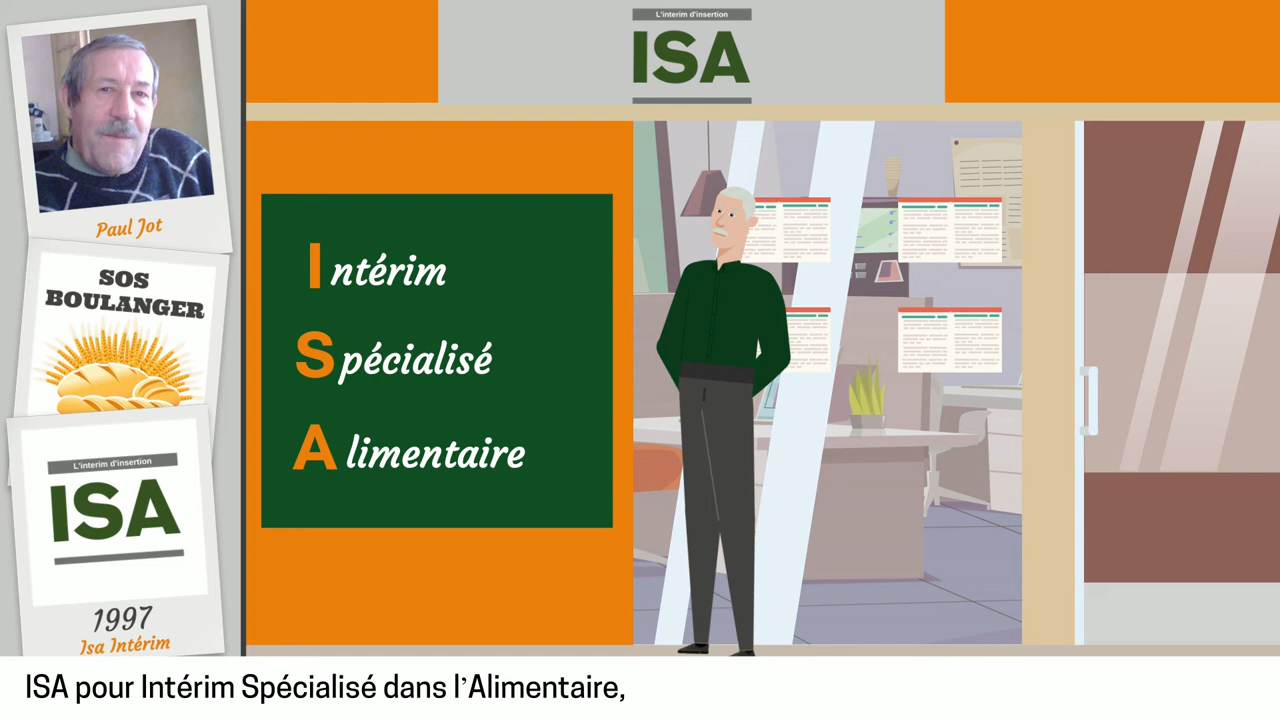 Paul Jot
SOS
BOULANGER
L'interim d'insertion
ISA
1997
Isa Intérim
L'interim d'insertion
ISA
Intérim
Spécialisé
Alimentaire
ISA pour Intérim Spécialisé dans l'Alimentaire,